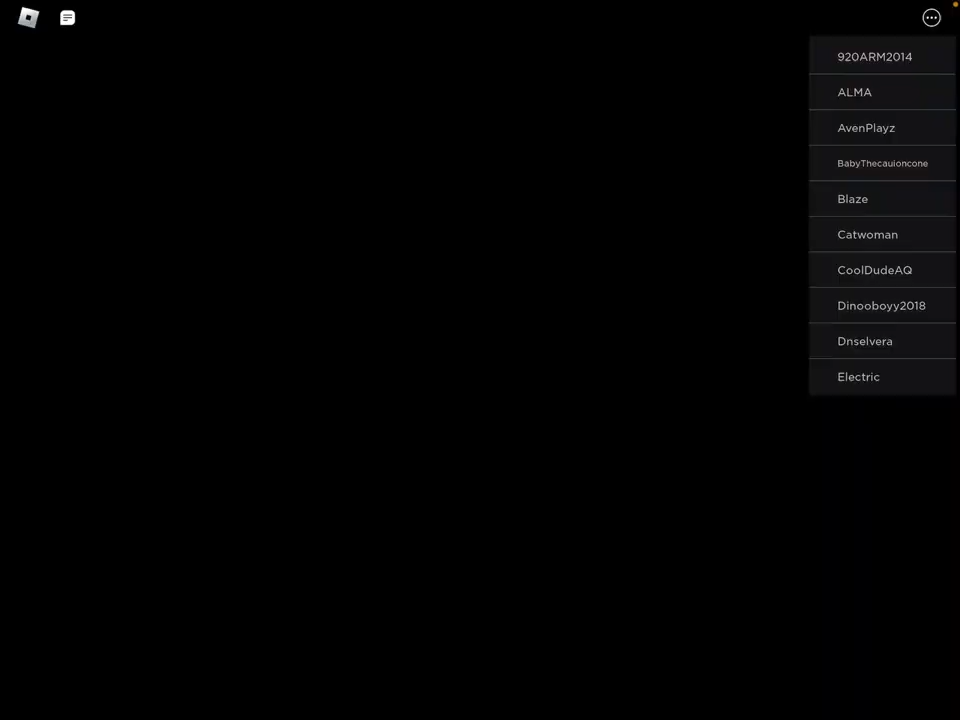 920ARM2014
ALMA
AvenPlayz
BabyThecauioncone
Blaze
Catwoman
CoolDudeAQ
Dinooboyy2018
Dnselvera
Electric